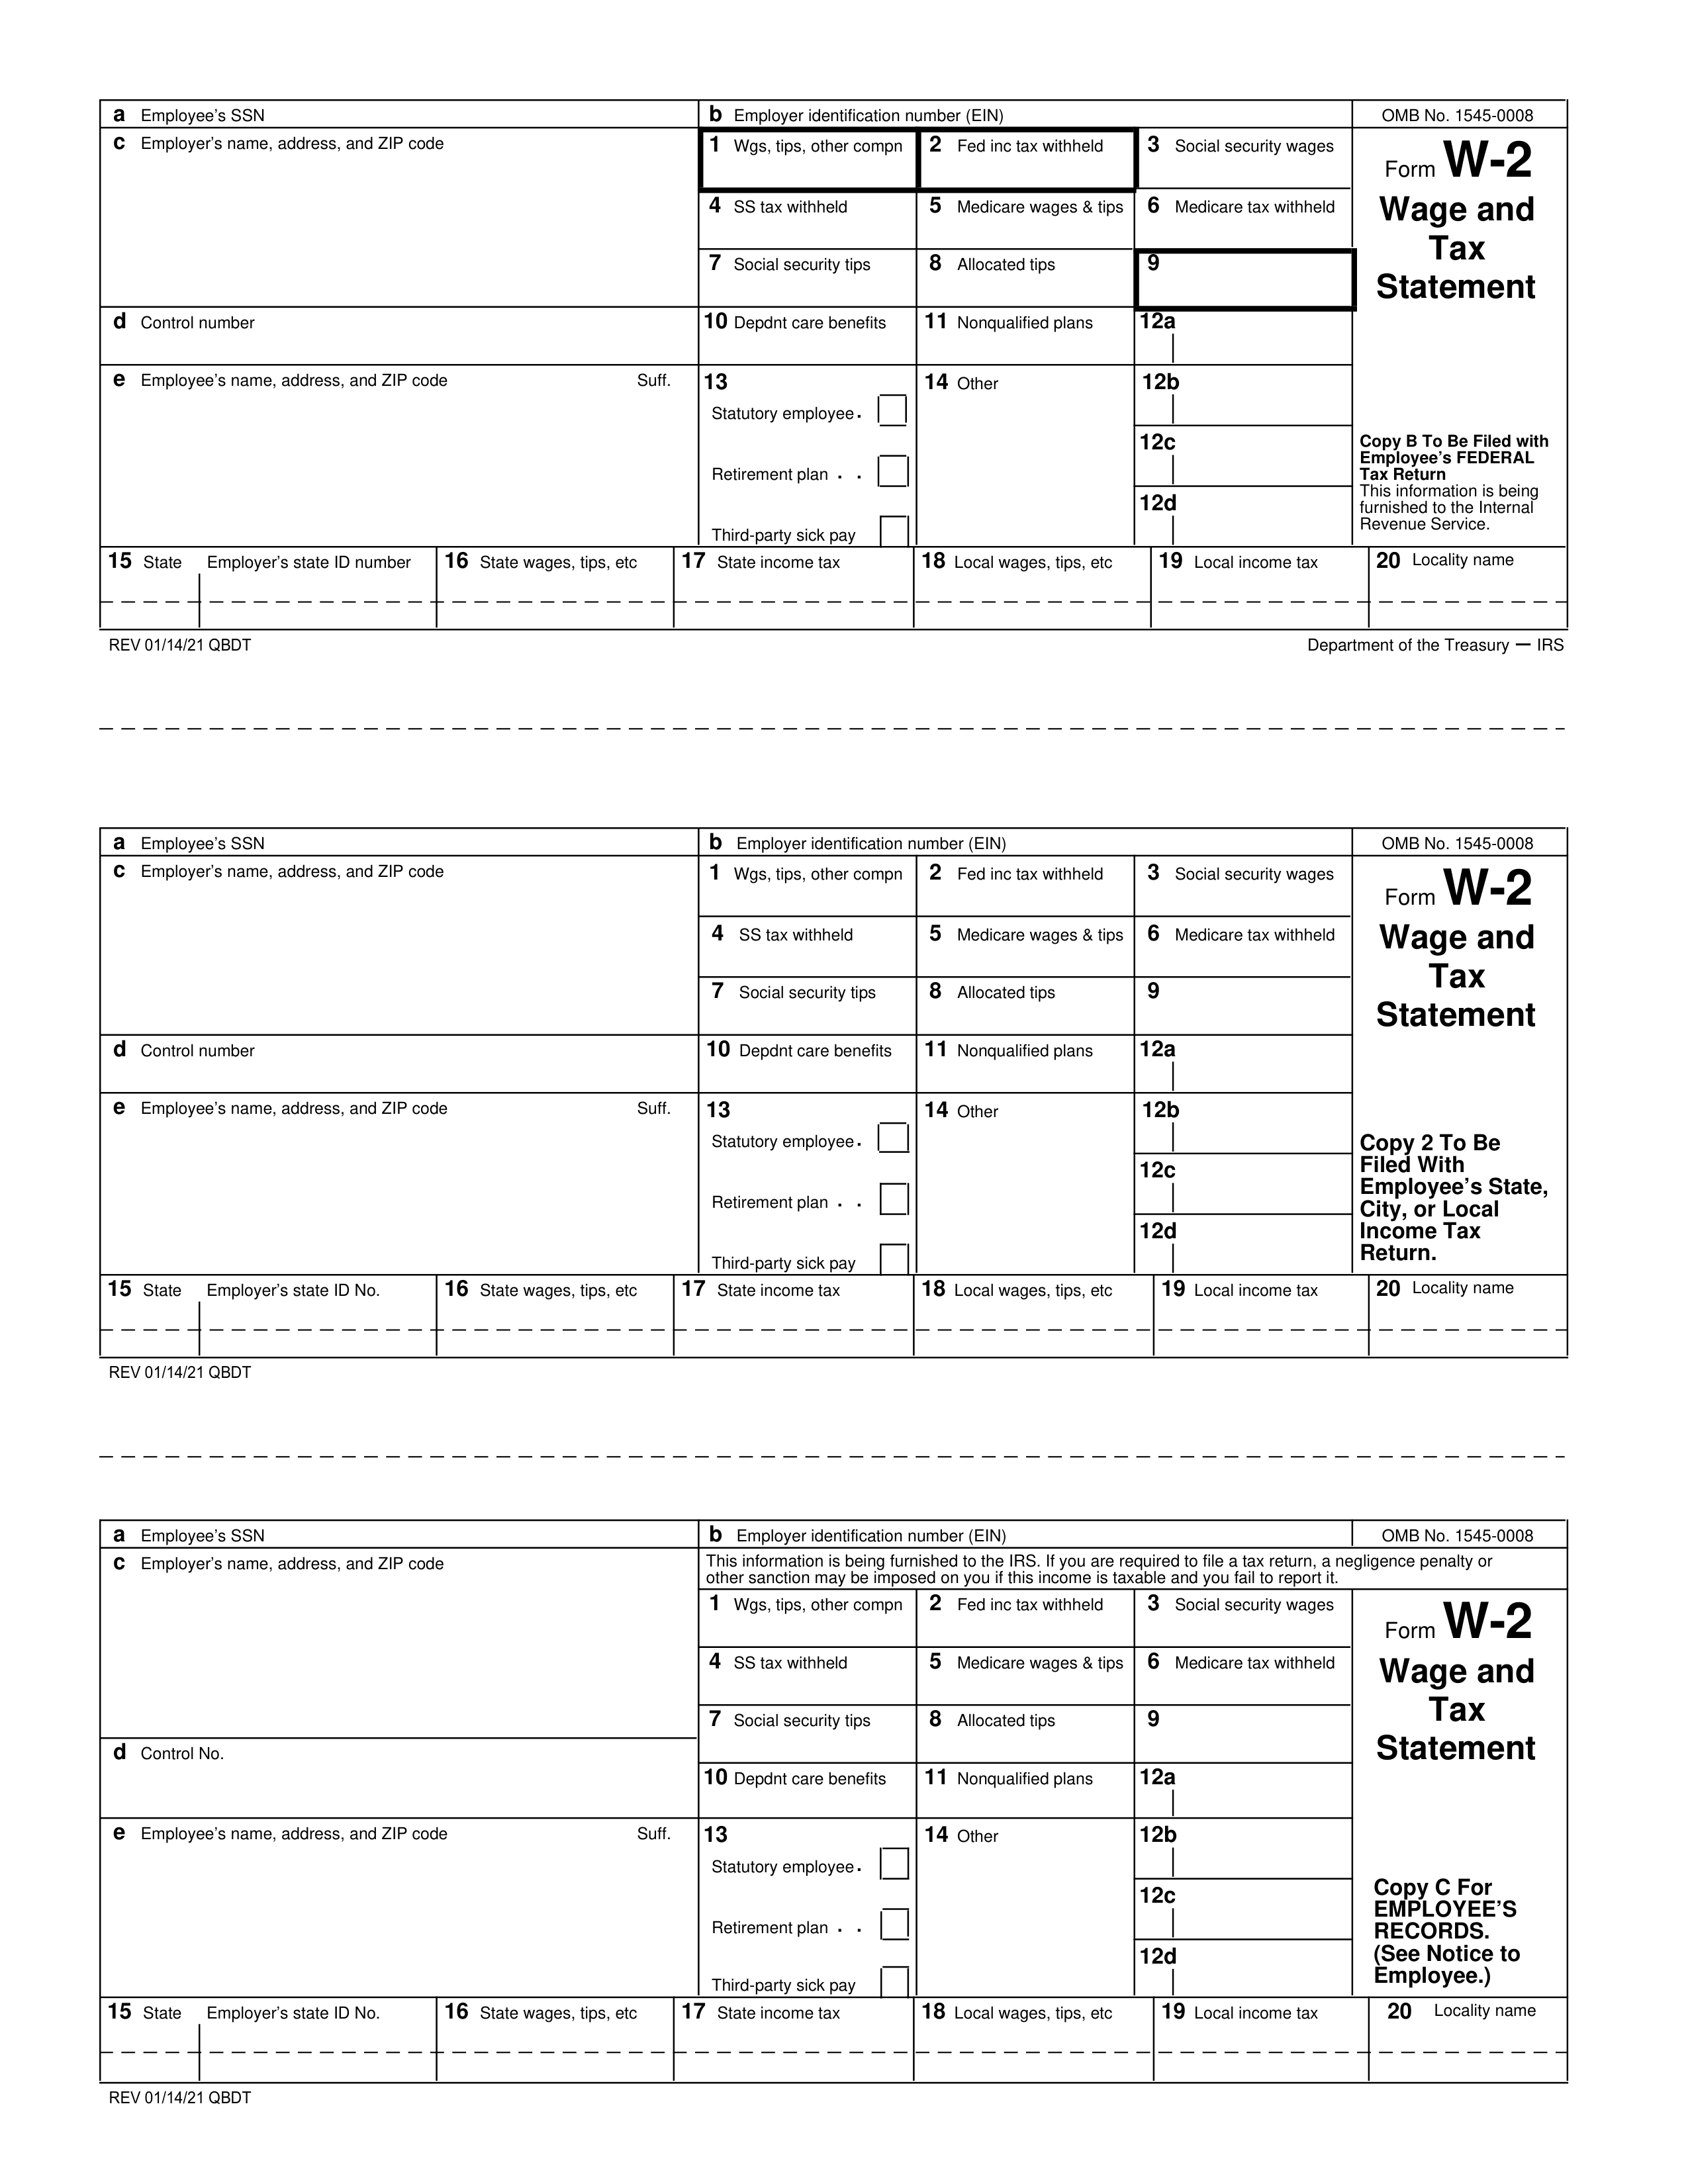 a Employee’s SSN b Employer identification number (EIN) OMB No. 1545-0008
c Employer’s name, address, and ZIP code
1 Wgs, tips, other compn 2 Fed inc tax withheld 3 Social security wages
Form W-2
4 SS tax withheld 5 Medicare wages & tips 6 Medicare tax withheld
Wage and
Tax
Statement
7 Social security tips 8 Allocated tips 9
d Control number 10 Depdnt care benefits 11 Nonqualified plans 12a
e Employee’s name, address, and ZIP code Suff. 13 14 Other 12b
Statutory employee .
12c
Retirement plan . .
12d
Third-party sick pay
Copy B To Be Filed with
Employee’s FEDERAL
Tax Return
This information is being
furnished to the Internal
Revenue Service.
15 State Employer’s state ID number 16 State wages, tips, etc 17 State income tax 18 Local wages, tips, etc 19 Local income tax 20 Locality name
REV 01/14/21 QBDT Department of the Treasury — IRS
a Employee’s SSN b Employer identification number (EIN) OMB No. 1545-0008
c Employer’s name, address, and ZIP code
1 Wgs, tips, other compn 2 Fed inc tax withheld 3 Social security wages
Form W-2
4 SS tax withheld 5 Medicare wages & tips 6 Medicare tax withheld
Wage and
Tax
Statement
7 Social security tips 8 Allocated tips 9
d Control number 10 Depdnt care benefits 11 Nonqualified plans 12a
e Employee’s name, address, and ZIP code Suff. 13 14 Other 12b
Statutory employee .
12c
Retirement plan . .
12d
Third-party sick pay
Copy 2 To Be
Filed With
Employee’s State,
City, or Local
Income Tax
Return.
15 State Employer’s state ID No. 16 State wages, tips, etc 17 State income tax 18 Local wages, tips, etc 19 Local income tax 20 Locality name
REV 01/14/21 QBDT
a Employee’s SSN b Employer identification number (EIN) OMB No. 1545-0008
c Employer’s name, address, and ZIP code
This information is being furnished to the IRS. If you are required to file a tax return, a negligence penalty or
other sanction may be imposed on you if this income is taxable and you fail to report it.
1 Wgs, tips, other compn 2 Fed inc tax withheld 3 Social security wages
Form W-2
4 SS tax withheld 5 Medicare wages & tips 6 Medicare tax withheld
Wage and
Tax
Statement
7 Social security tips 8 Allocated tips 9
d Control No.
10 Depdnt care benefits 11 Nonqualified plans 12a
e Employee’s name, address, and ZIP code Suff. 13 14 Other 12b
Statutory employee .
12c
Retirement plan . .
12d
Third-party sick pay
Copy C For
EMPLOYEE’S
RECORDS.
(See Notice to
Employee.)
15 State Employer’s state ID No. 16 State wages, tips, etc 17 State income tax 18 Local wages, tips, etc 19 Local income tax 20 Locality name
REV 01/14/21 QBDT